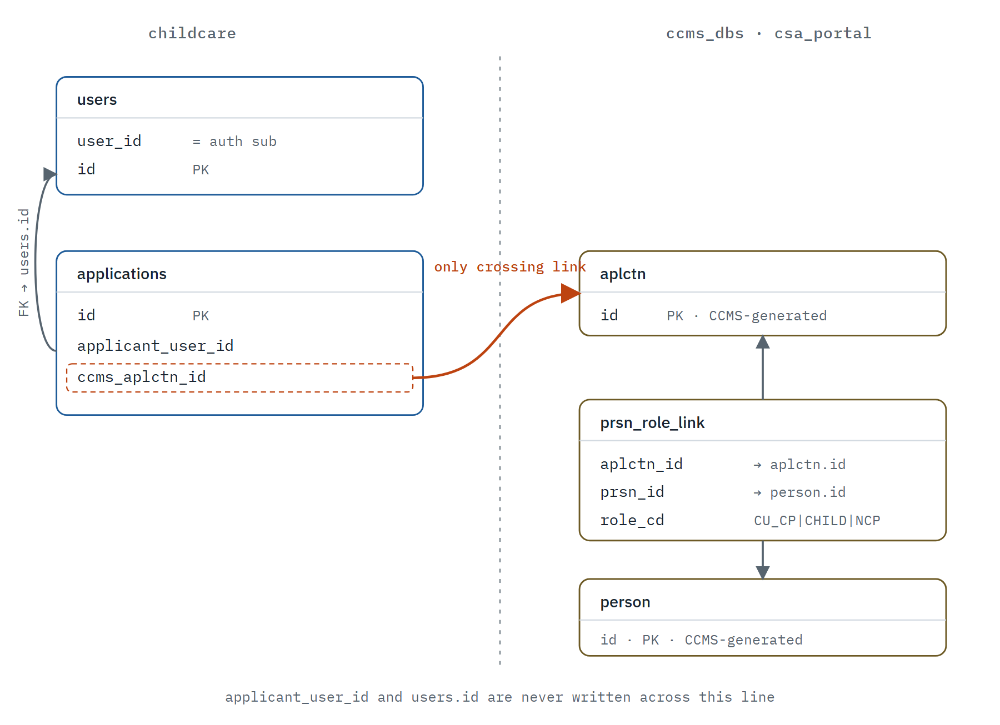 childcare
ccms_dbs · csa_portal
users
user_id = auth sub
id PK
FK → users.id
applications
id PK
applicant_user_id
ccms_aplctn_id
only crossing link
aplctn
id PK · CCMS-generated
prsn_role_link
aplctn_id → aplctn.id
prsn_id → person.id
role_cd CU_CP|CHILD|NCP
person
id · PK · CCMS-generated
applicant_user_id and users.id are never written across this line